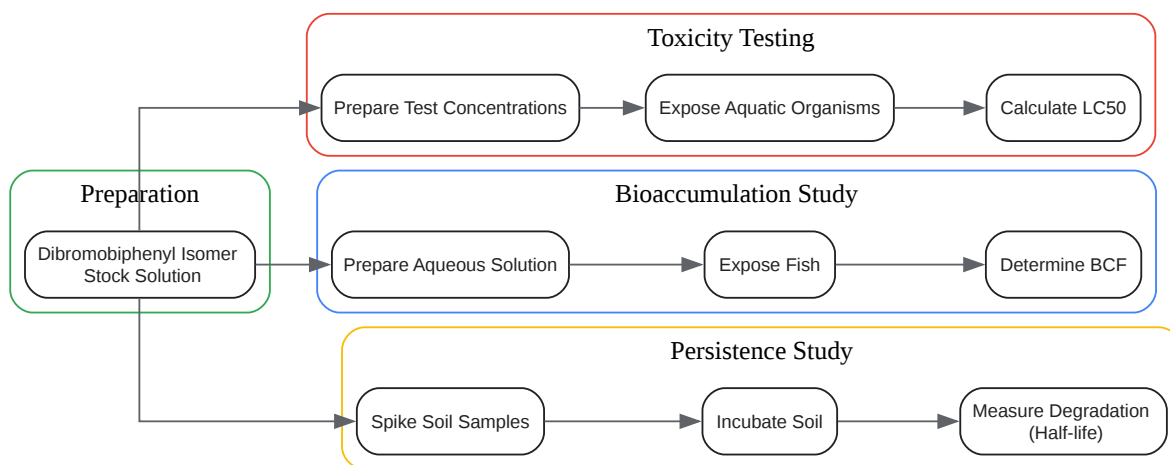 Toxicity Testing
Prepare Test Concentrations
Expose Aquatic Organisms
Calculate LC50
Preparation
Dibromobiphenyl Isomer
Stock Solution
Bioaccumulation Study
Prepare Aqueous Solution
Expose Fish
Determine BCF
Persistence Study
Spike Soil Samples
Incubate Soil
Measure Degradation
(Half-life)